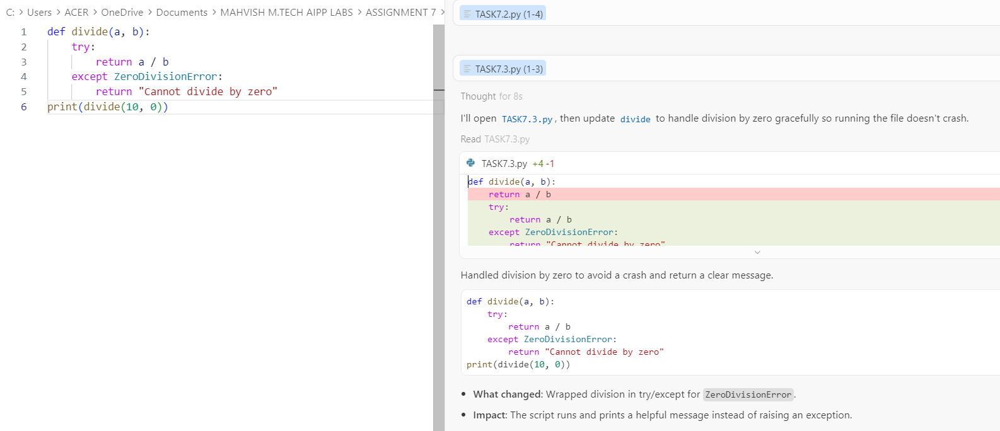 C: > Users > ACER > OneDrive > Documents > MAHVISH M.TECH AIPP LABS > ASSIGNMENT 7 >
1 def divide(a, b):
2     try:
3         return a / b
4     except ZeroDivisionError:
5         return "Cannot divide by zero"
6 print(divide(10, 0))
TASK7.2.py (1-4)
TASK7.3.py (1-3)
Thought for 8s
I'll open TASK7.3.py, then update divide to handle division by zero gracefully so running the file doesn't crash.
Read TASK7.3.py
TASK7.3.py +4 -1
def divide(a, b):
    return a / b
    try:
        return a / b
    except ZeroDivisionError:
        return "Cannot divide by zero"
Handled division by zero to avoid a crash and return a clear message.
def divide(a, b):
    try:
        return a / b
    except ZeroDivisionError:
        return "Cannot divide by zero"
print(divide(10, 0))
• What changed: Wrapped division in try/except for ZeroDivisionError.
• Impact: The script runs and prints a helpful message instead of raising an exception.